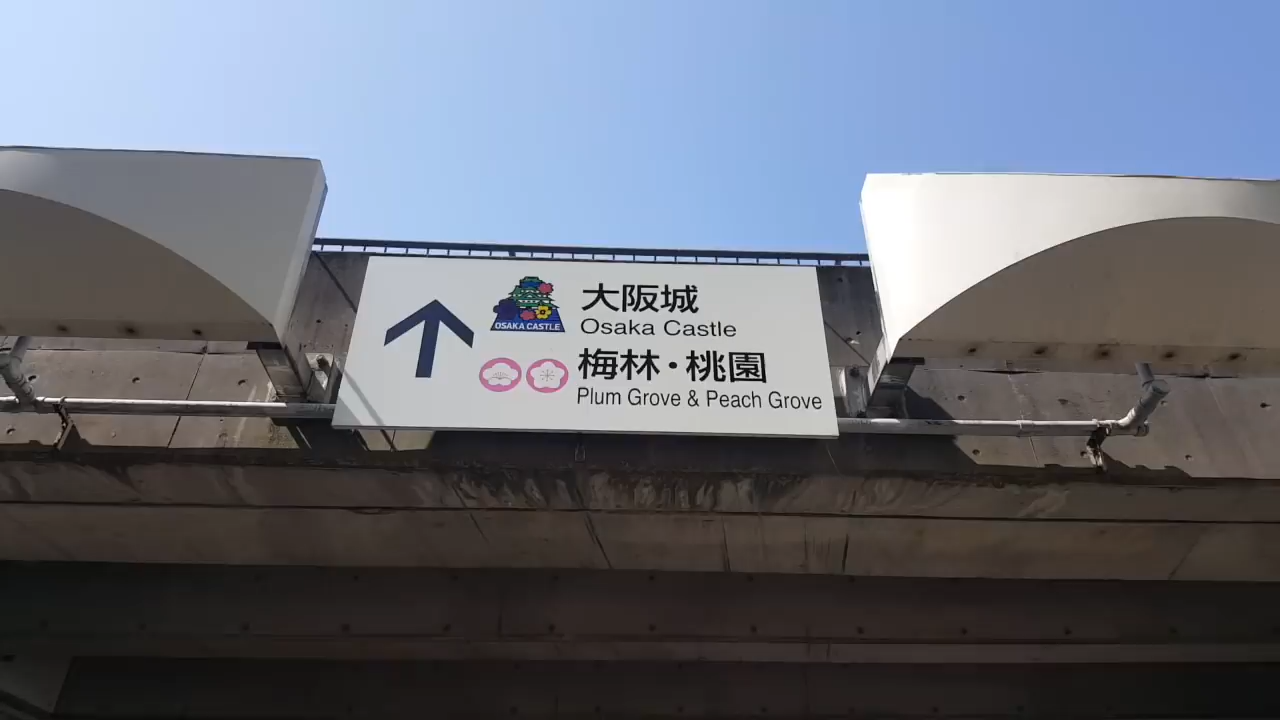 大阪城
OSAKA CASTLE
Osaka Castle
梅林・桃園
Plum Grove & Peach Grove